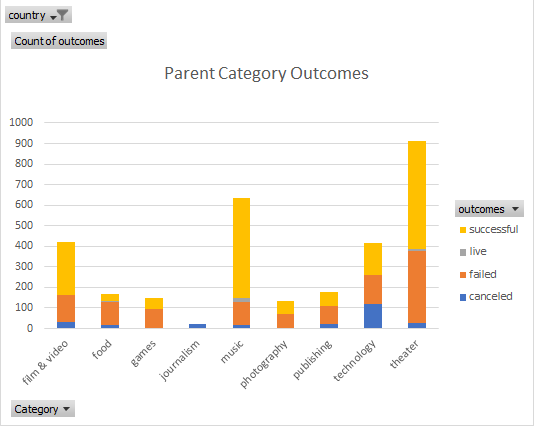 country
Count of outcomes
Parent Category Outcomes
1000
900
800
700
600
500
400
300
200
100
0
film & video
food
games
journalism
music
photography
publishing
technology
theater
outcomes
successful
live
failed
canceled
Category